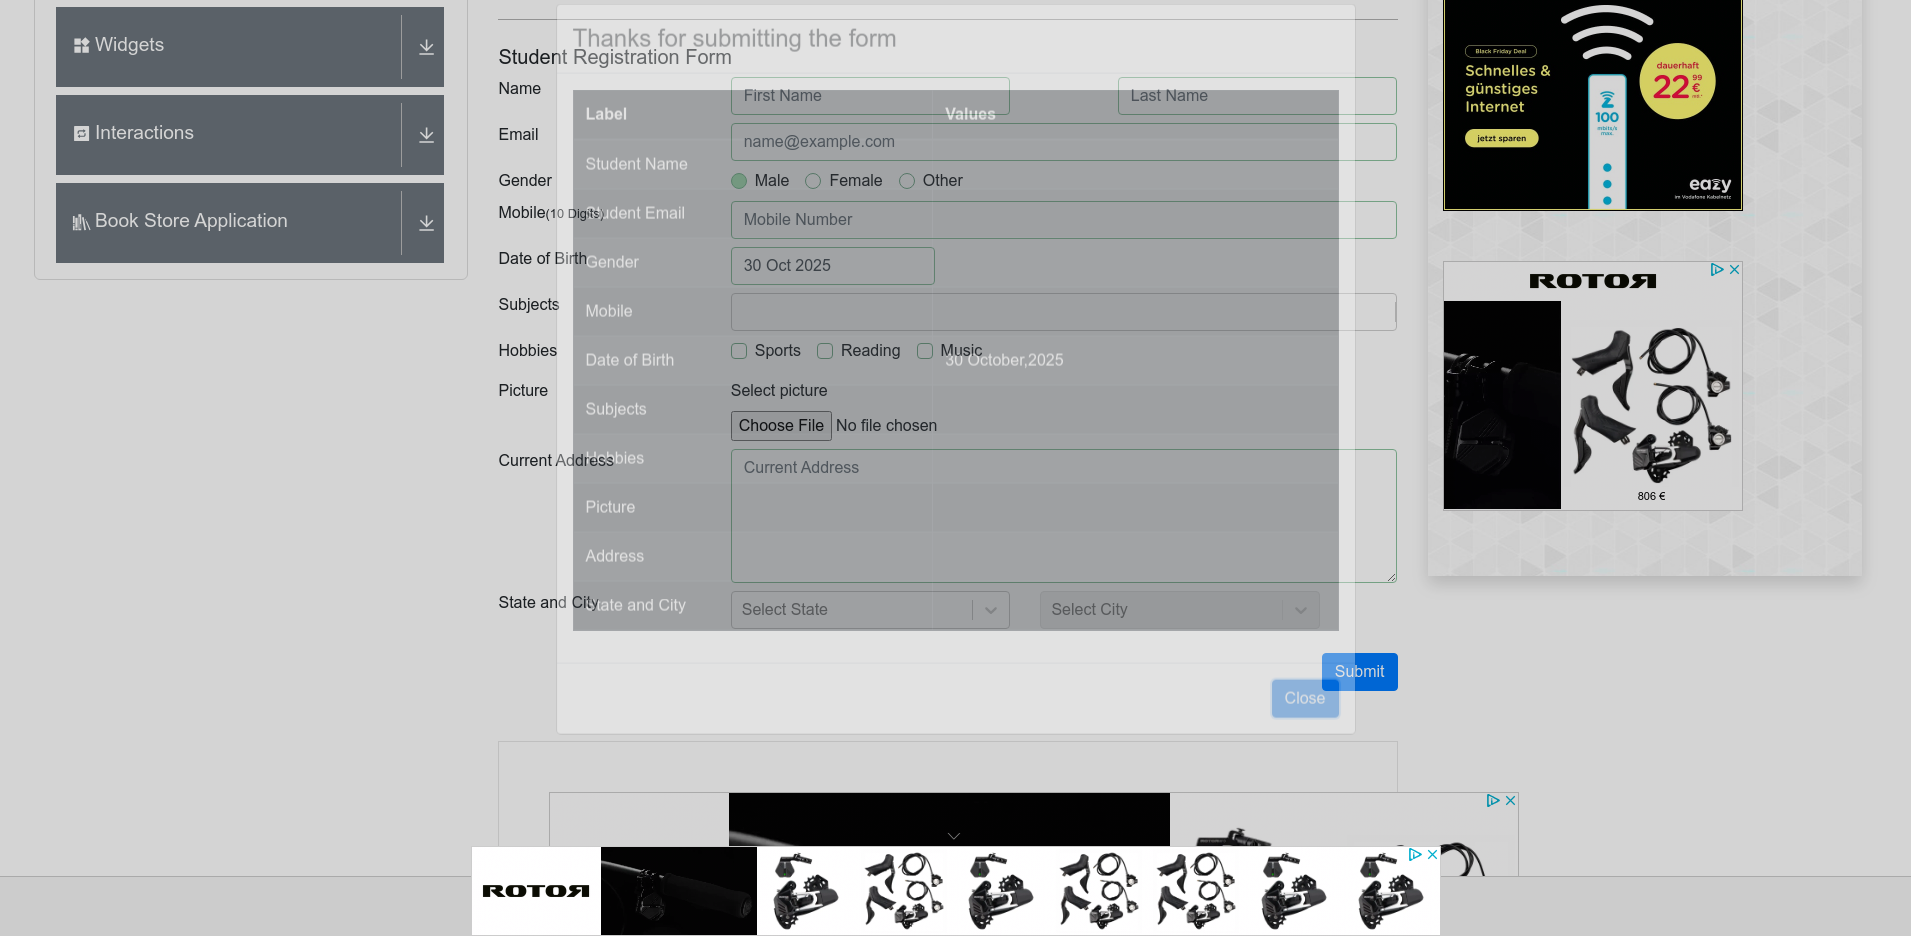 Widgets
Interactions
Book Store Application
Thanks for submitting the form
Student Registration Form
Name
First Name
Last Name
Label
Values
Email
name@example.com
Student Name
Gender
Male
Female
Other
Mobile(10 Digits)
Student Email
Mobile Number
Date of Birth
Gender
30 Oct 2025
Subjects
Mobile
Hobbies
Sports
Reading
Music
Date of Birth
30 October,2025
Picture
Select picture
Subjects
Choose File
No file chosen
Current Address
Hobbies
Current Address
Picture
Address
State and City
State and City
Select State
Select City
Submit
Close
Black Friday Deal
Schnelles &
günstiges
Internet
jetzt sparen
dauerhaft
22 99
€
Z
100
mbits/s
max.
eazy
im Vodafone Kabelnetz
ROTOR
806 €
ROTOR